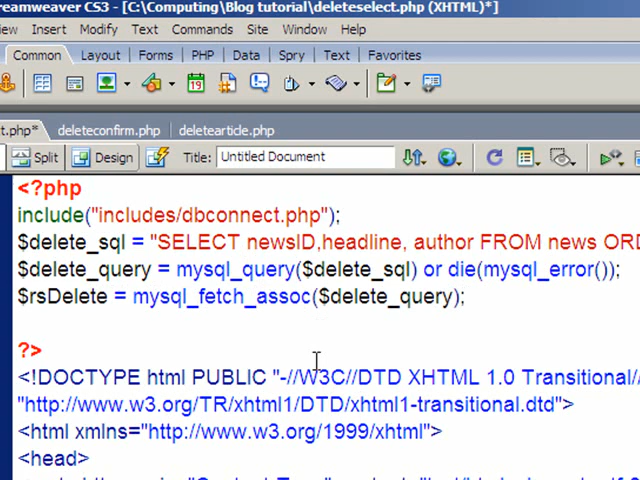 reamweaver CS3 - [C:\Computing\Blog tutorial\deleteselect.php (XHTML)*]
ew Insert Modify Text Commands Site Window Help
Common Layout Forms PHP Data Spry Text Favorites
19
t.php* deleteconfirm.php deletearticle.php
Split Design Title: Untitled Document
<?php
include("includes/dbconnect.php");
$delete_sql = "SELECT newsID,headline, author FROM news ORD
$delete_query = mysql_query($delete_sql) or die(mysql_error());
$rsDelete = mysql_fetch_assoc($delete_query);
?>
<!DOCTYPE html PUBLIC "-//W3C//DTD XHTML 1.0 Transitional//
"http://www.w3.org/TR/xhtml1/DTD/xhtml1-transitional.dtd">
<html xmlns="http://www.w3.org/1999/xhtml">
<head>